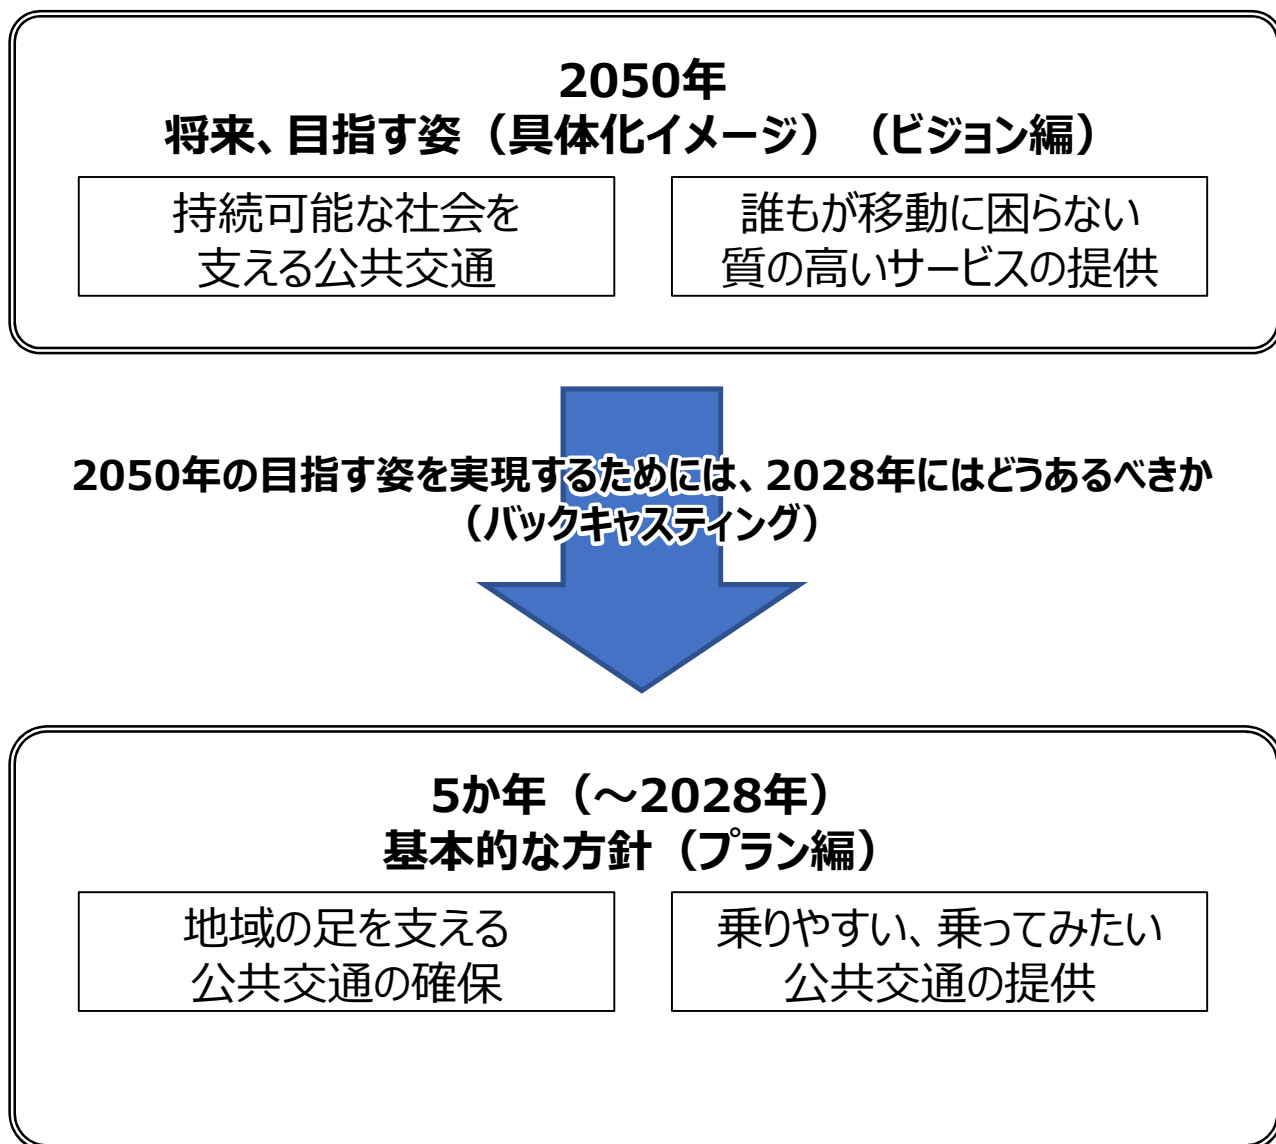 2050年
将来、目指す姿（具体化イメージ）（ビジョン編）
持続可能な社会を
支える公共交通
誰もが移動に困らない
質の高いサービスの提供
2050年の目指す姿を実現するためには、2028年にはどうあるべきか
（バックキャスティング）
5か年（～2028年）
基本的な方針（プラン編）
地域の足を支える
公共交通の確保
乗りやすい、乗ってみたい
公共交通の提供